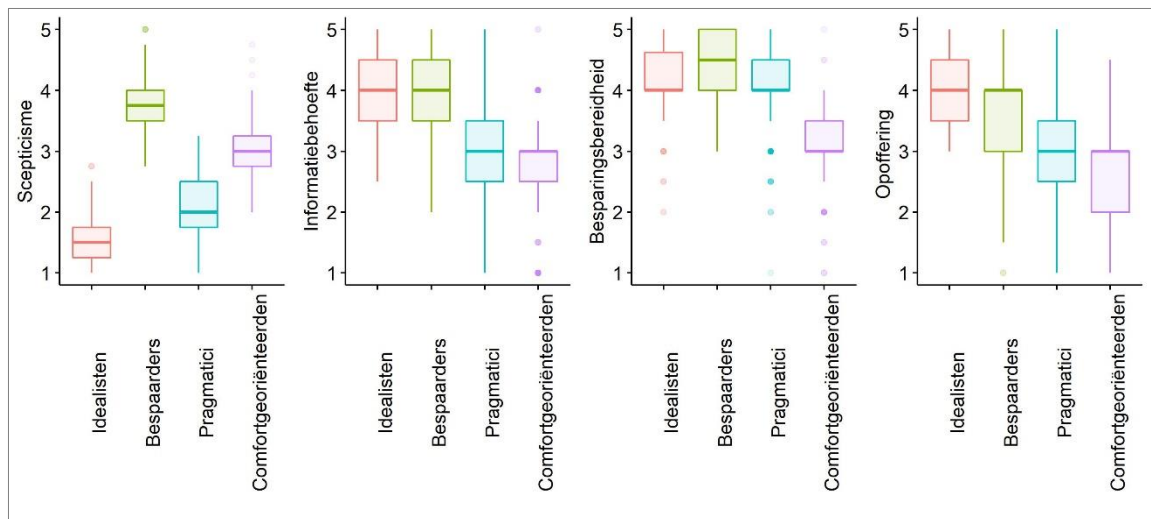 Scepticisme
5
4
3
2
1
Idealisten
Bespaarders
Pragmatici
Comfortgeoriënteerden
Informatiebehoefte
5
4
3
2
1
Idealisten
Bespaarders
Pragmatici
Comfortgeoriënteerden
Besparingsbereidheid
5
4
3
2
1
Idealisten
Bespaarders
Pragmatici
Comfortgeoriënteerden
Opoffering
5
4
3
2
1
Idealisten
Bespaarders
Pragmatici
Comfortgeoriënteerden